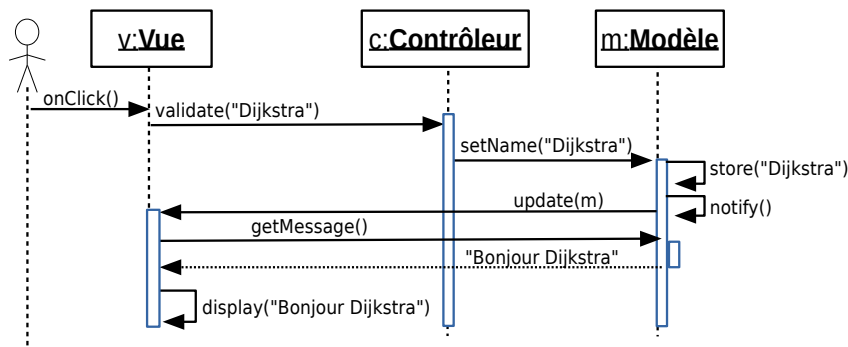 v:Vue
c:Contrôleur
m:Modèle
onClick()
validate("Dijkstra")
setName("Dijkstra")
store("Dijkstra")
update(m)
notify()
getMessage()
"Bonjour Dijkstra"
display("Bonjour Dijkstra")